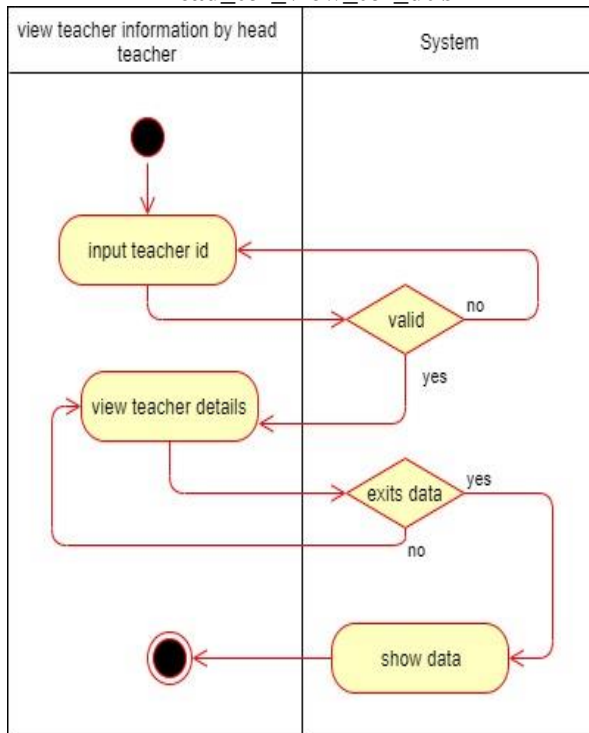 view teacher information by head
teacher
System
input teacher id
valid
no
yes
view teacher details
exits data
yes
no
show data